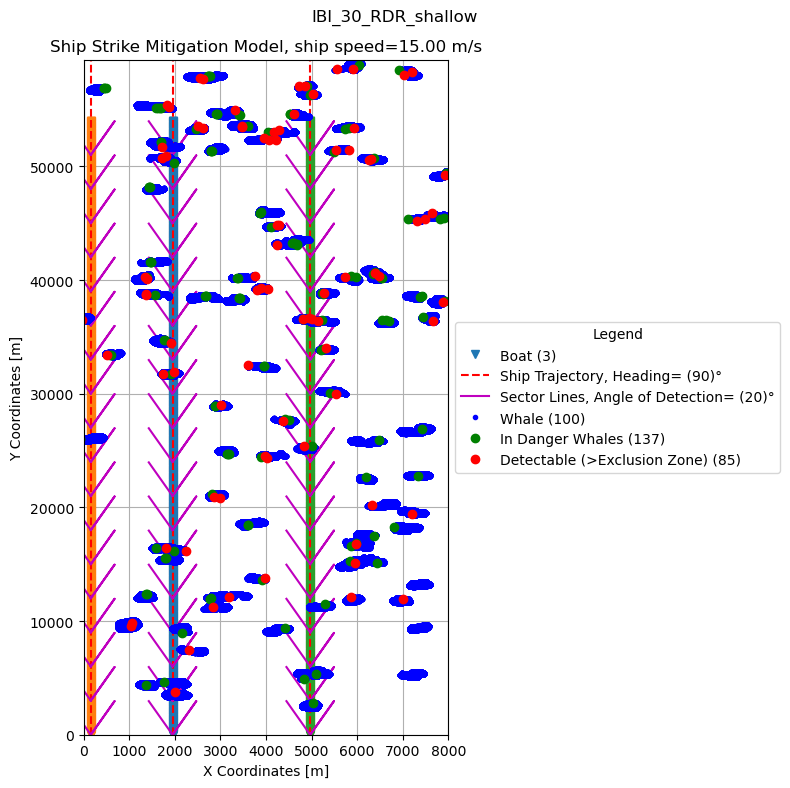 IBI_30_RDR_shallow
Ship Strike Mitigation Model, ship speed=15.00 m/s
50000
40000
30000
20000
10000
0
Y Coordinates [m]
0 1000 2000 3000 4000 5000 6000 7000 8000
X Coordinates [m]
Legend
Boat (3)
Ship Trajectory, Heading= (90)°
Sector Lines, Angle of Detection= (20)°
Whale (100)
In Danger Whales (137)
Detectable (>Exclusion Zone) (85)